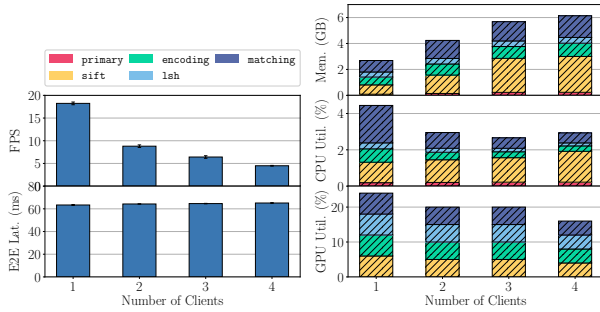 primary
encoding
matching
sift
lsh
20
15
10
5
FPS
80
60
40
20
0
E2E Lat. (ms)
1 2 3 4
Number of Clients
6
4
2
0
Mem. (GB)
4
2
0
CPU Util. (%)
20
10
0
GPU Util. (%)
1 2 3 4
Number of Clients